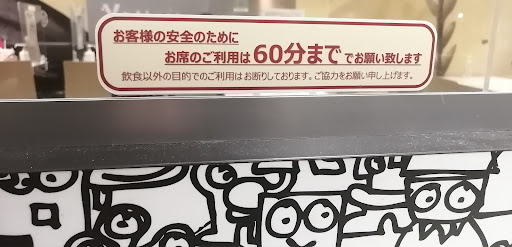 お客様の安全のために
お席のご利用は60分まででお願い致します
飲食以外の目的でのご利用はお断りしております。ご協力をお願い申し上げます。